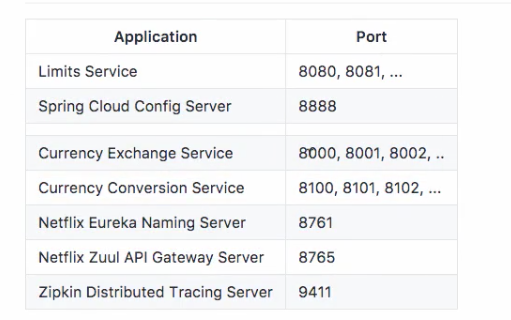 Application Port
Limits Service 8080, 8081, ...
Spring Cloud Config Server 8888
Currency Exchange Service 8000, 8001, 8002, ..
Currency Conversion Service 8100, 8101, 8102, ...
Netflix Eureka Naming Server 8761
Netflix Zuul API Gateway Server 8765
Zipkin Distributed Tracing Server 9411